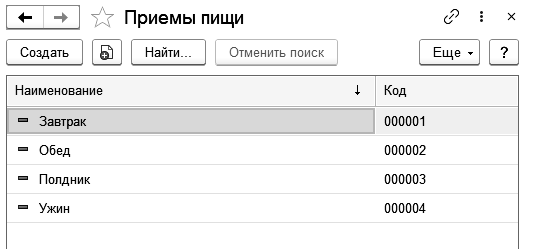 Приемы пищи
Создать Найти... Отменить поиск Еще ?
Наименование Код
Завтрак 000001
Обед 000002
Полдник 000003
Ужин 000004